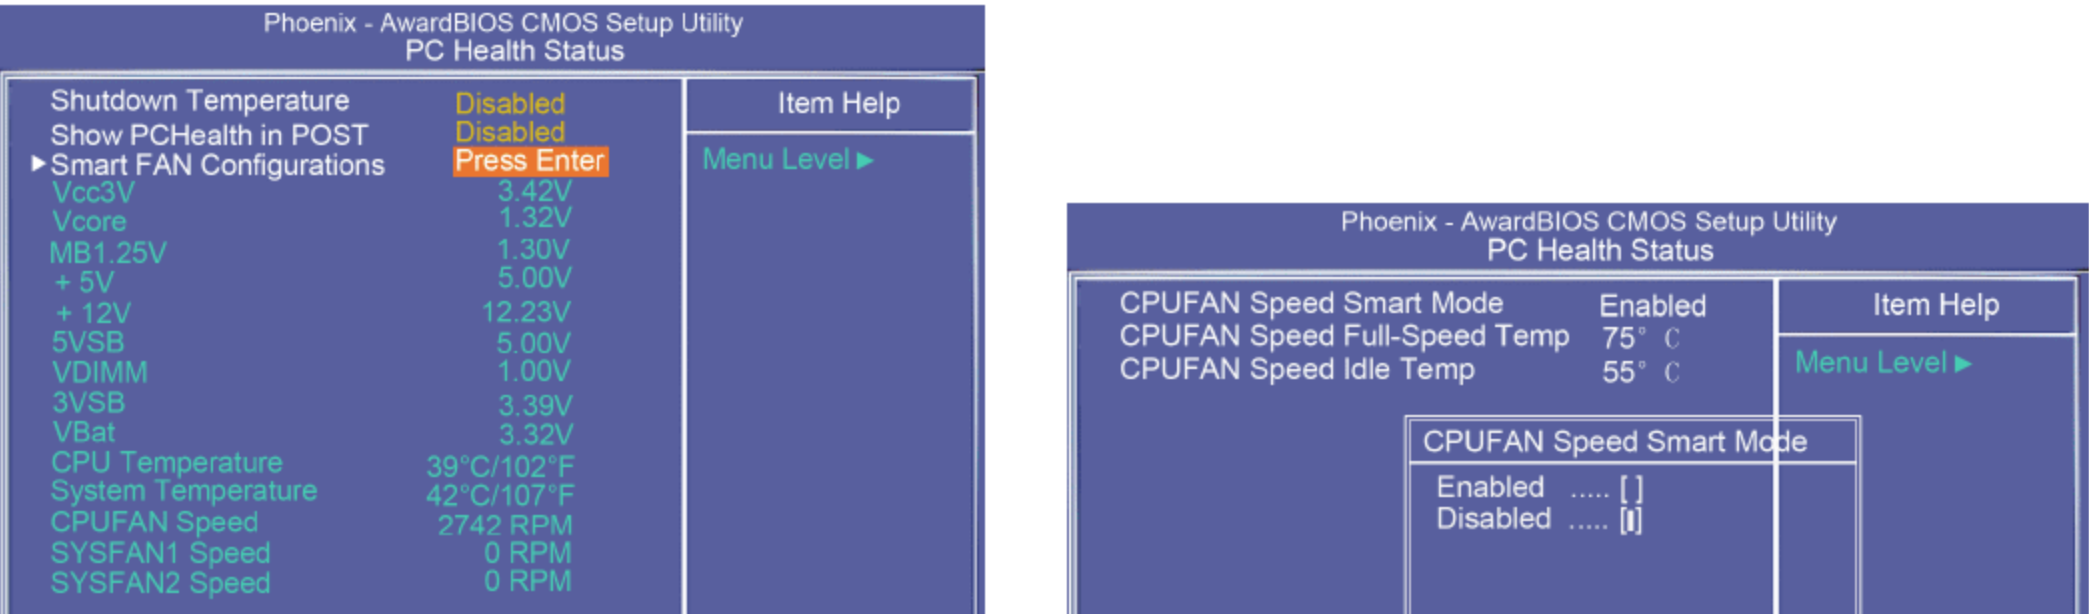 Phoenix - AwardBIOS CMOS Setup Utility
PC Health Status
Shutdown Temperature Disabled
Show PCHealth in POST Disabled
▶Smart FAN Configurations Press Enter
Vcc3V 3.42V
Vcore 1.32V
MB1.25V 1.30V
+ 5V 5.00V
+ 12V 12.23V
5VSB 5.00V
VDIMM 1.00V
3VSB 3.39V
VBat 3.32V
CPU Temperature 39°C/102°F
System Temperature 42°C/107°F
CPUFAN Speed 2742 RPM
SYSFAN1 Speed 0 RPM
SYSFAN2 Speed 0 RPM
Item Help
Menu Level▶
Phoenix - AwardBIOS CMOS Setup Utility
PC Health Status
CPUFAN Speed Smart Mode Enabled
CPUFAN Speed Full-Speed Temp 75° C
CPUFAN Speed Idle Temp 55° C
Item Help
Menu Level▶
CPUFAN Speed Smart Mode
Enabled ..... [ ]
Disabled ..... [▮]